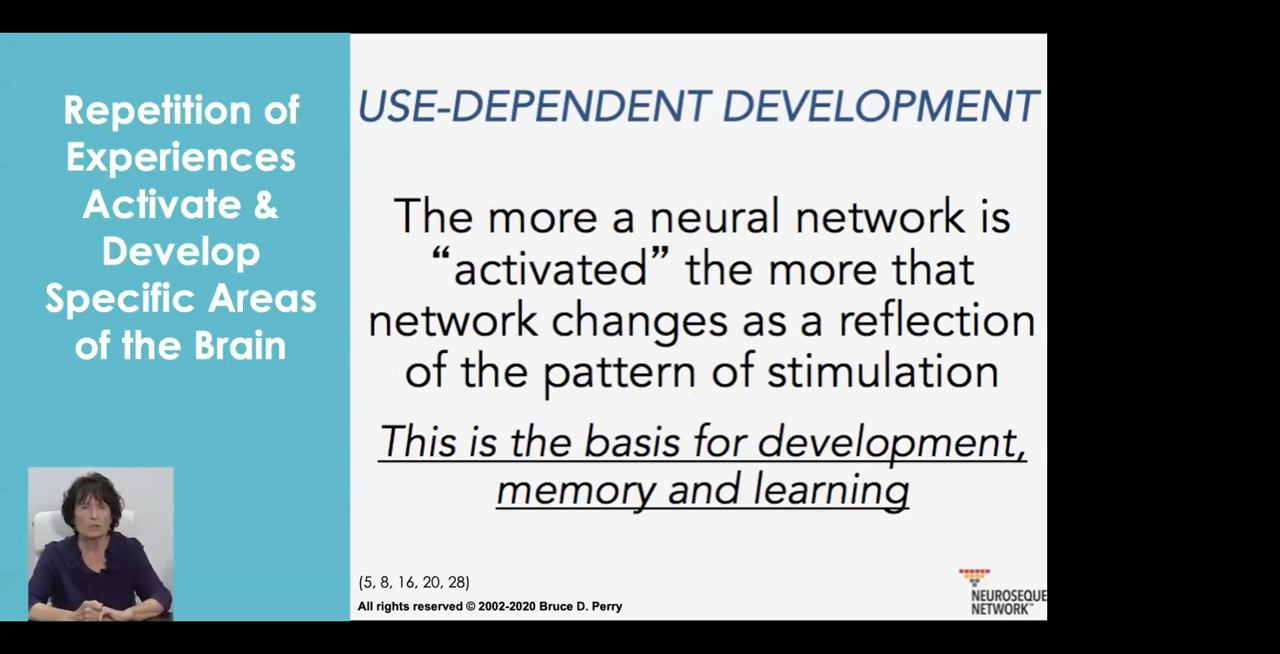 Repetition of
Experiences
Activate &
Develop
Specific Areas
of the Brain
USE-DEPENDENT DEVELOPMENT
The more a neural network is
“activated” the more that
network changes as a reflection
of the pattern of stimulation
This is the basis for development,
memory and learning
(5, 8, 16, 20, 28)
All rights reserved © 2002-2020 Bruce D. Perry
NEUROSEQUE
NETWORK™